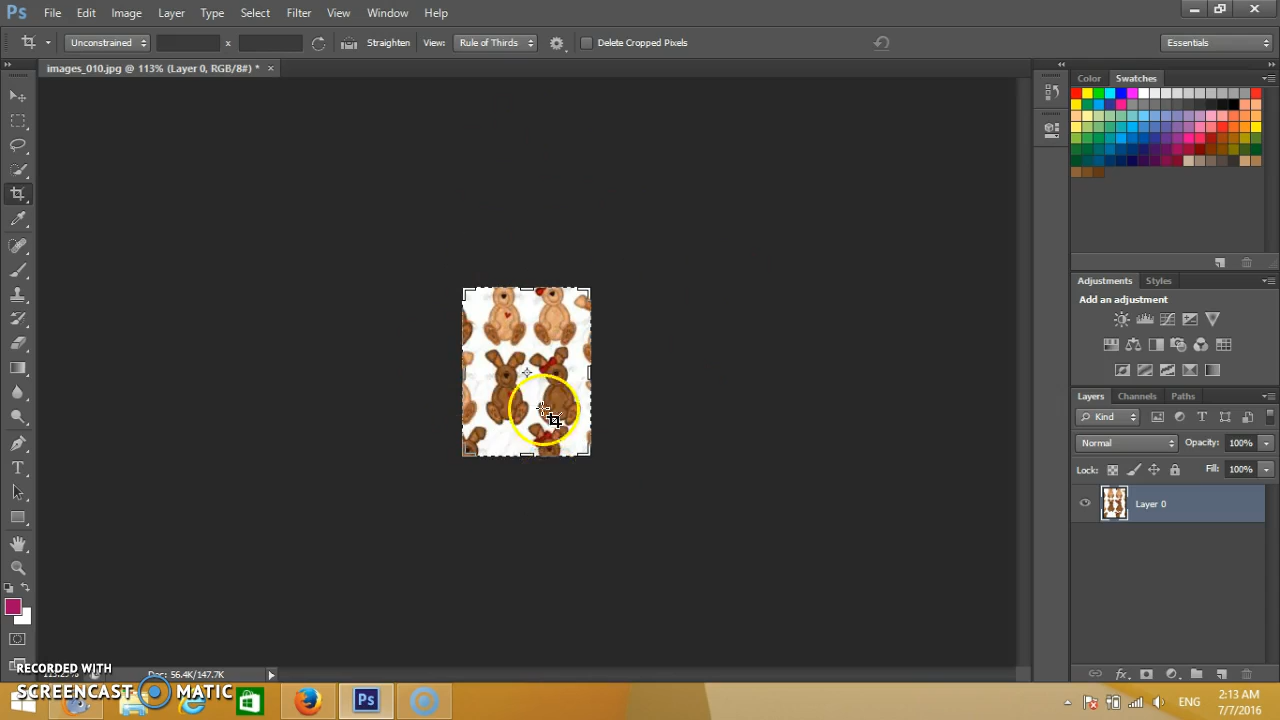 Ps File Edit Image Layer Type Select Filter View Window Help
Unconstrained x Straighten View: Rule of Thirds Delete Cropped Pixels Essentials
images_010.jpg @ 113% (Layer 0, RGB/8#) *
Color Swatches
Adjustments Styles
Add an adjustment
Layers Channels Paths
Kind
Normal Opacity: 100%
Lock: Fill: 100%
Layer 0
T
Doc: 56.4K/147.7K
RECORDED WITH
SCREENCAST MATIC
Ps
ENG
2:13 AM
7/7/2016